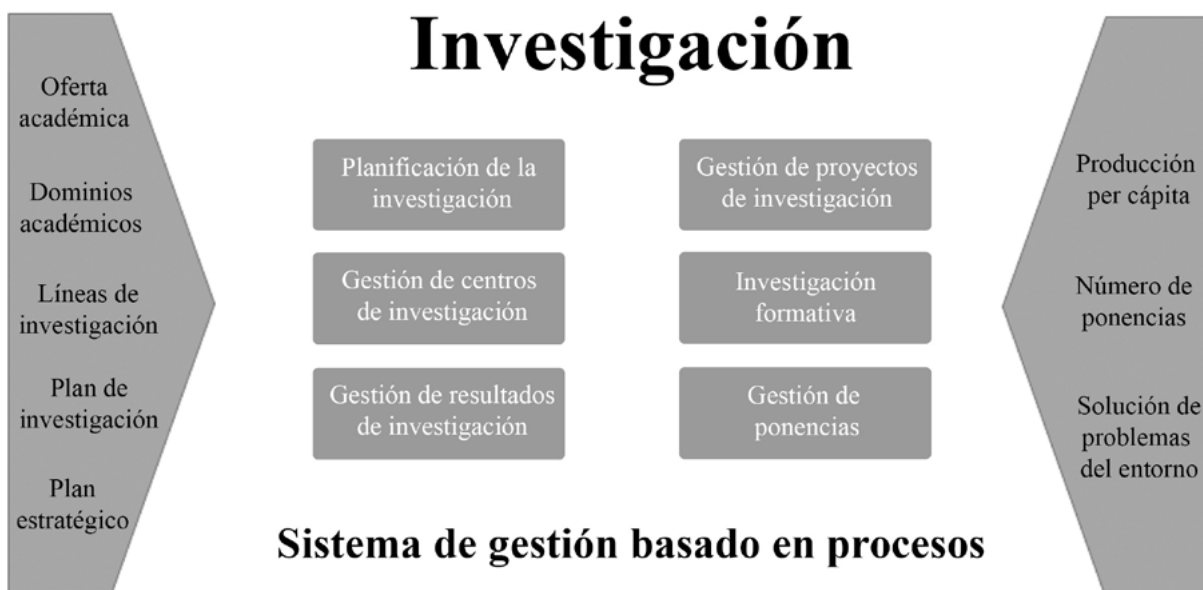 Investigación
Oferta
académica
Dominios
académicos
Líneas de
investigación
Plan de
investigación
Plan
estratégico
Planificación de la
investigación
Gestión de proyectos
de investigación
Gestión de centros
de investigación
Investigación
formativa
Gestión de resultados
de investigación
Gestión de
ponencias
Producción
per cápita
Número de
ponencias
Solución de
problemas
del entorno
Sistema de gestión basado en procesos